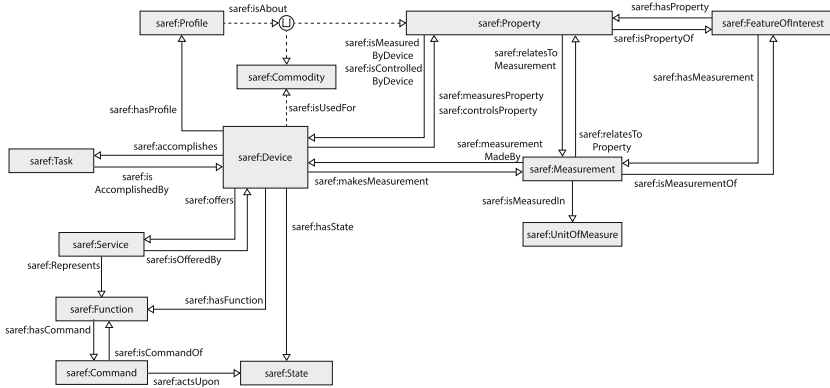 saref:isAbout
saref:hasProperty
saref:Profile
saref:Property
saref:FeatureOfInterest
saref:isPropertyOf
saref:isMeasured
ByDevice
saref:isControlled
ByDevice
saref:relatesTo
Measurement
saref:Commodity
saref:hasMeasurement
saref:measuresProperty
saref:controlsProperty
saref:hasProfile
saref:isUsedFor
saref:relatesTo
Property
saref:accomplishes
saref:measurement
MadeBy
saref:Task
saref:Device
saref:Measurement
saref:is
AccomplishedBy
saref:makesMeasurement
saref:isMeasurementOf
saref:offers
saref:isMeasuredIn
saref:hasState
saref:UnitOfMeasure
saref:Service
saref:isOfferedBy
saref:Represents
saref:hasFunction
saref:Function
saref:hasCommand
saref:isCommandOf
saref:Command
saref:State
saref:actsUpon